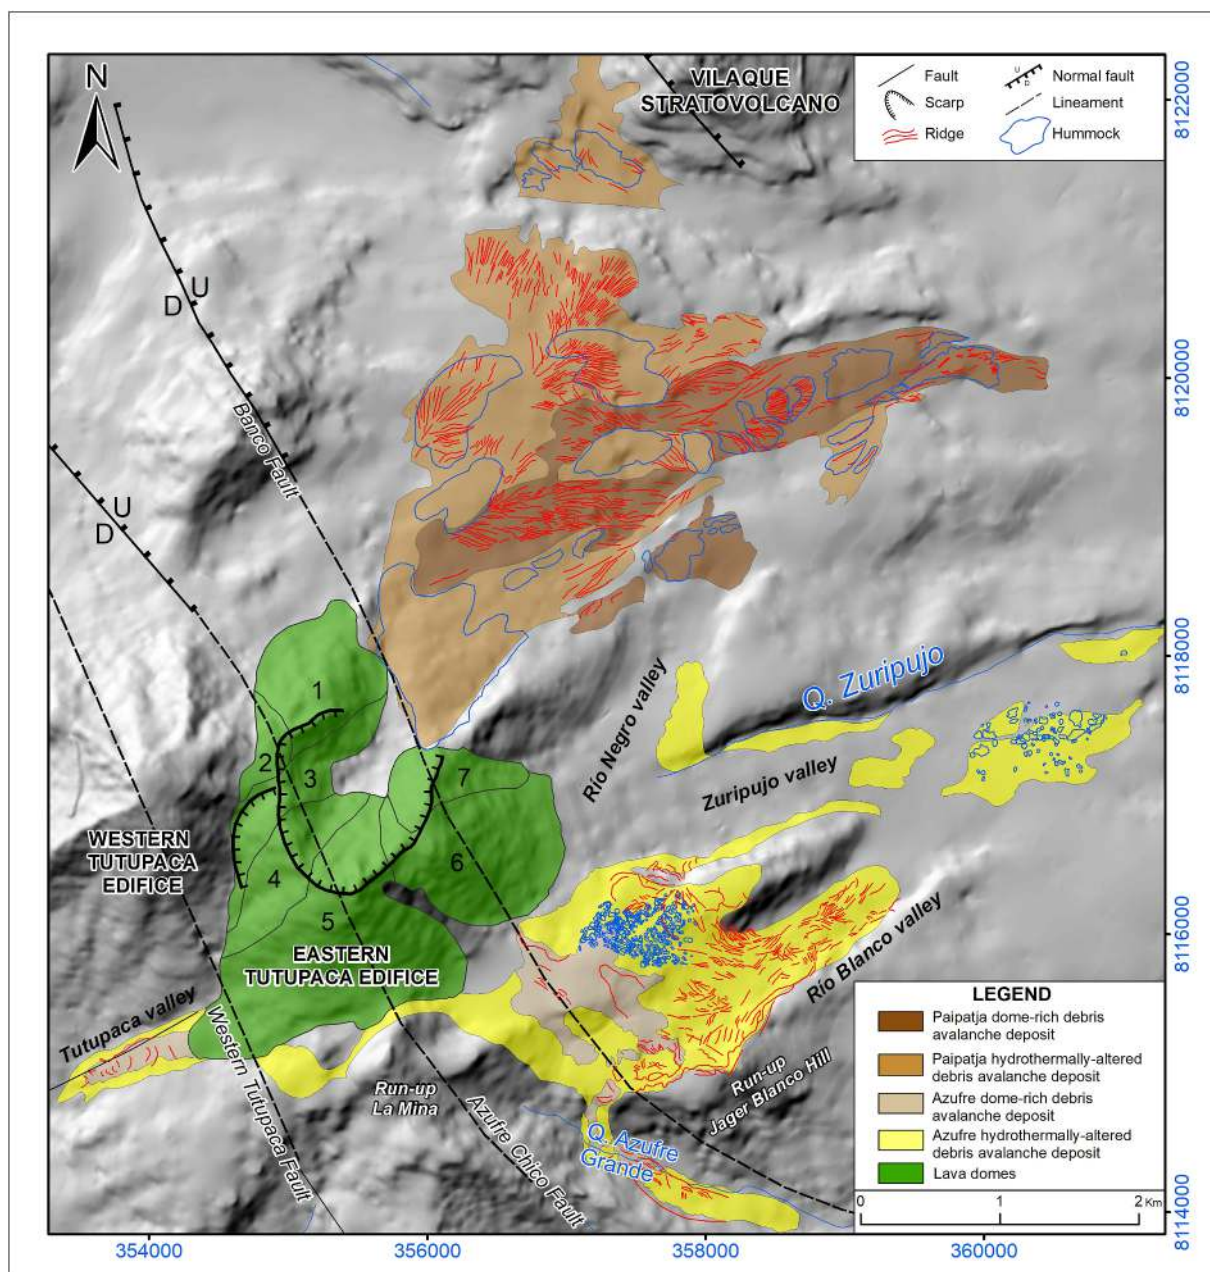 N
VILAQUE
STRATOVOLCANO
Fault
Normal fault
U
D
Scarp
Lineament
Ridge
Hummock
8122000
8120000
8118000
8116000
8114000
U
D
Banco Fault
U
D
1
2
3
4
5
6
7
Río Negro valley
Q. Zuripujo
Zuripujo valley
WESTERN
TUTUPACA
EDIFICE
EASTERN
TUTUPACA EDIFICE
Río Blanco valley
Tutupaca valley
Western Tutupaca Fault
Run-up
La Mina
Azufre Chico Fault
Run-up
Jager Blanco Hill
Q. Azufre
Grande
LEGEND
Paipatja dome-rich debris
avalanche deposit
Paipatja hydrothermally-altered
debris avalanche deposit
Azufre dome-rich debris
avalanche deposit
Azufre hydrothermally-altered
debris avalanche deposit
Lava domes
0 1 2 Km
354000 356000 358000 360000